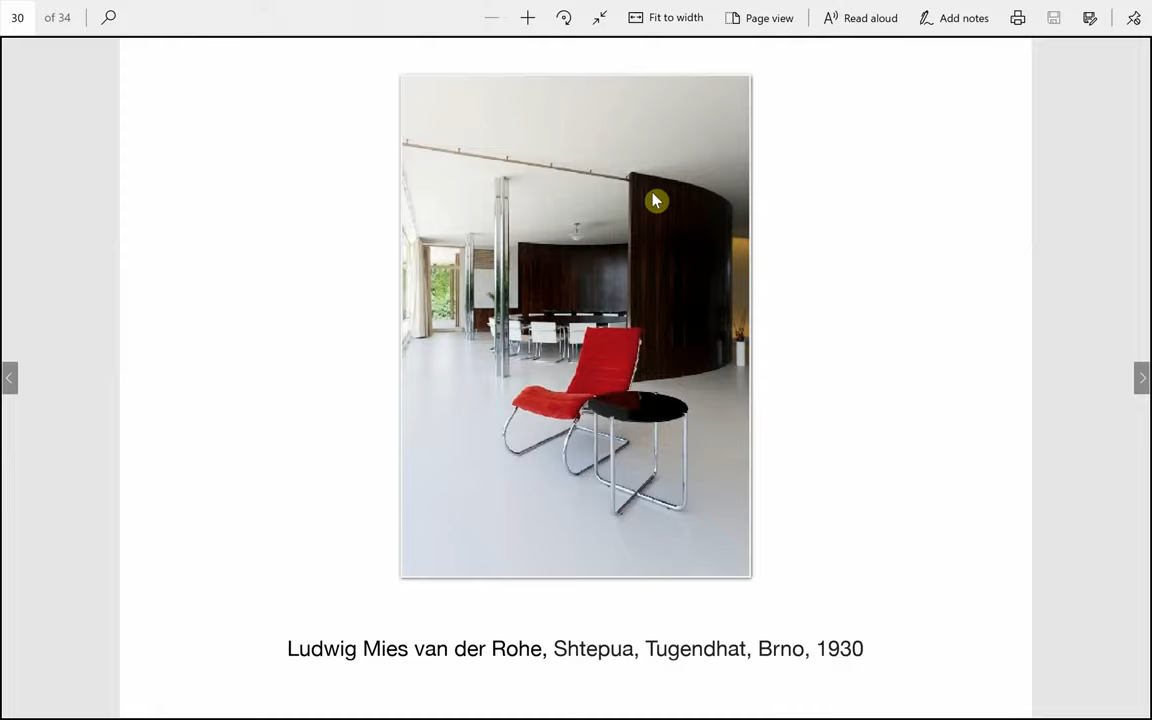 30 of 34 Fit to width Page view Read aloud Add notes
Ludwig Mies van der Rohe, Shtepua, Tugendhat, Brno, 1930